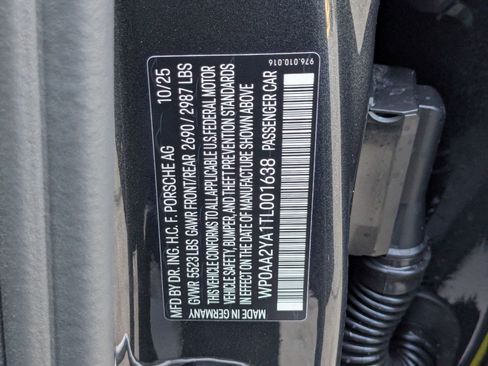 976.010.016
MFD BY DR. ING. H.C. F. PORSCHE AG 10/25
GVWR 5523LBS GAWR FRONT/REAR 2690/ 2987 LBS
THIS VEHICLE CONFORMS TO ALL APPLICABLE U.S.FEDERAL MOTOR
VEHICLE SAFETY, BUMPER, AND THEFT PREVENTION STANDARDS
IN EFFECT ON THE DATE OF MANUFACTURE SHOWN ABOVE
WP0AA2YA1TL001638 PASSENGER CAR
MADE IN GERMANY